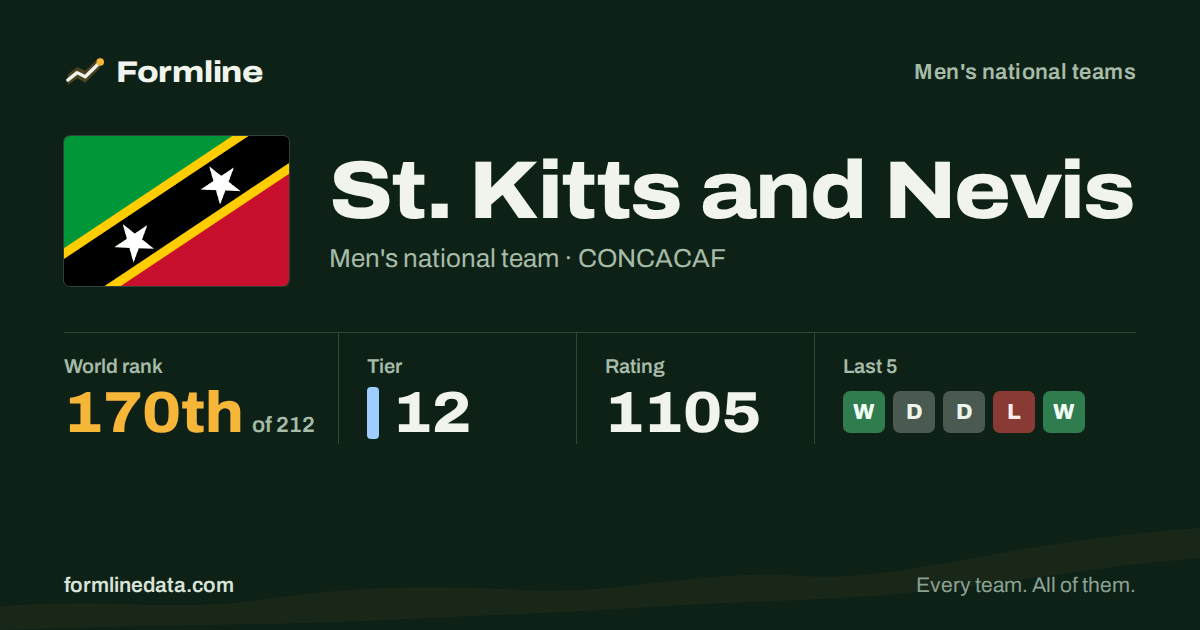 Formline
Men's national teams
St. Kitts and Nevis
Men's national team · CONCACAF
World rank
170th of 212
Tier
12
Rating
1105
Last 5
W D D L W
formlinedata.com
Every team. All of them.